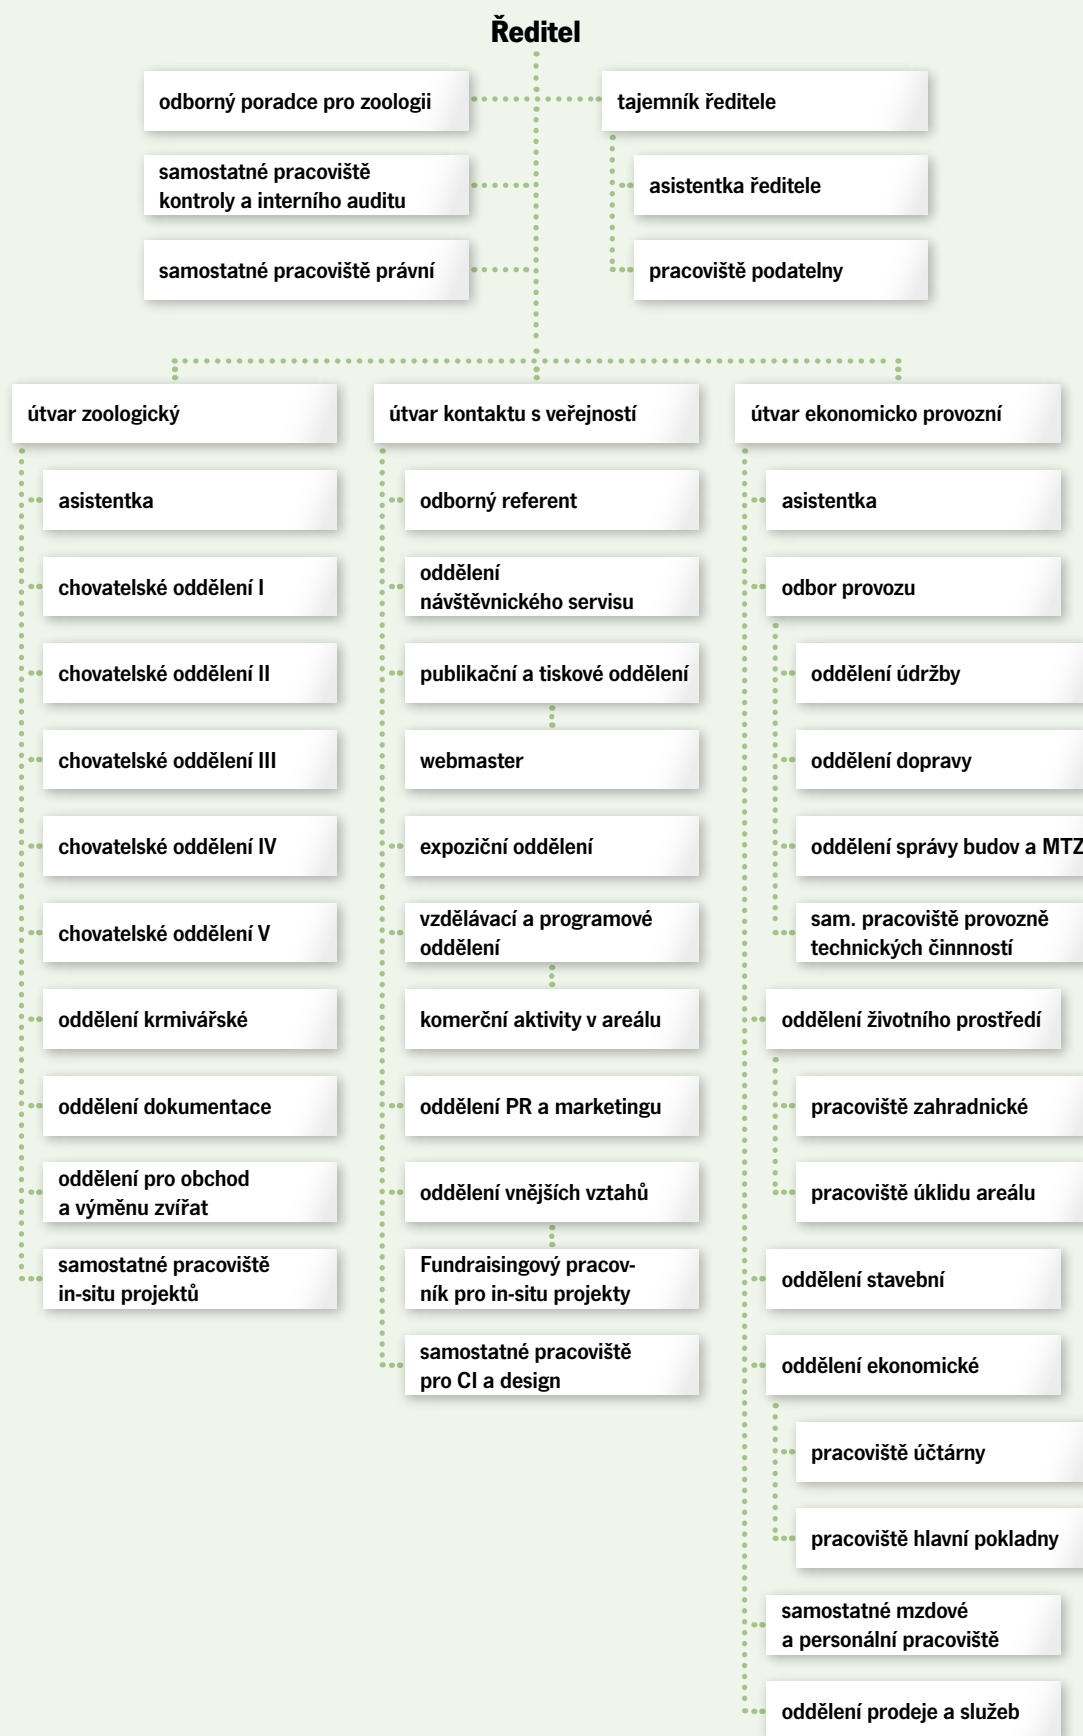 Ředitel
odborný poradce pro zoologii
tajemník ředitele
samostatné pracoviště
kontroly a interního auditu
asistentka ředitele
samostatné pracoviště právní
pracoviště podatelny
útvar zoologický
asistentka
chovatelské oddělení I
chovatelské oddělení II
chovatelské oddělení III
chovatelské oddělení IV
chovatelské oddělení V
oddělení krmivářské
oddělení dokumentace
oddělení pro obchod
a výměnu zvířat
samostatné pracoviště
in-situ projektů
útvar kontaktu s veřejností
odborný referent
oddělení
návštěvnického servisu
publikační a tiskové oddělení
webmaster
expoziční oddělení
vzdělávací a programové
oddělení
komerční aktivity v areálu
oddělení PR a marketingu
oddělení vnějších vztahů
Fundraisingový pracov-
ník pro in-situ projekty
samostatné pracoviště
pro CI a design
útvar ekonomicko provozní
asistentka
odbor provozu
oddělení údržby
oddělení dopravy
oddělení správy budov a MTZ
sam. pracoviště provozně
technických činnností
oddělení životního prostředí
pracoviště zahradnické
pracoviště úklidu areálu
oddělení stavební
oddělení ekonomické
pracoviště účtárny
pracoviště hlavní pokladny
samostatné mzdové
a personální pracoviště
oddělení prodeje a služeb